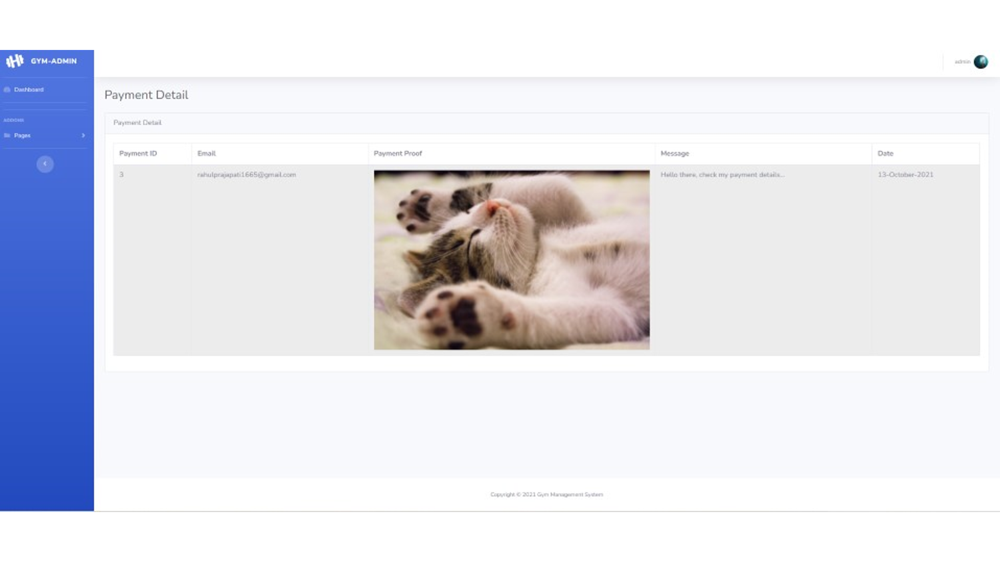 GYM-ADMIN
admin
Dashboard
ADDONS
Pages
Payment Detail
Payment Detail
Payment ID Email Payment Proof Message Date
3 rahulprajapati1665@gmail.com Hello there, check my payment details... 13-October-2021
Copyright © 2021 Gym Management System